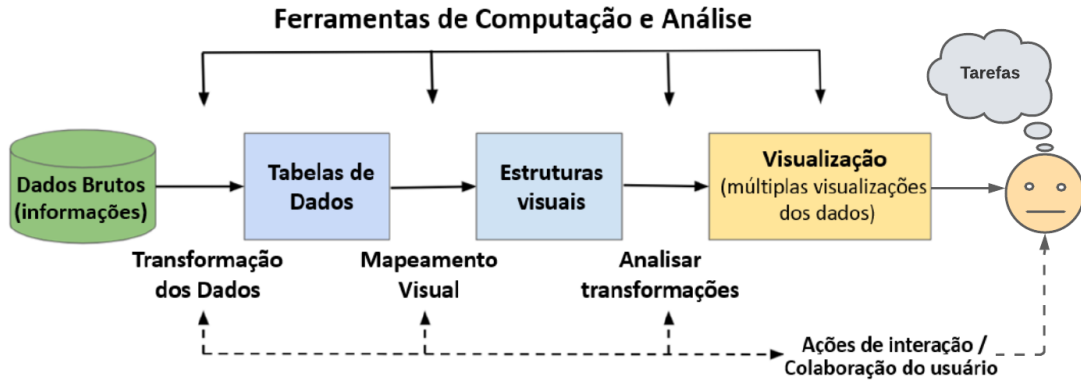 Ferramentas de Computação e Análise
Tarefas
Dados Brutos
(informações)
Tabelas de
Dados
Estruturas
visuais
Visualização
(múltiplas visualizações
dos dados)
Transformação
dos Dados
Mapeamento
Visual
Analisar
transformações
Ações de interação /
Colaboração do usuário